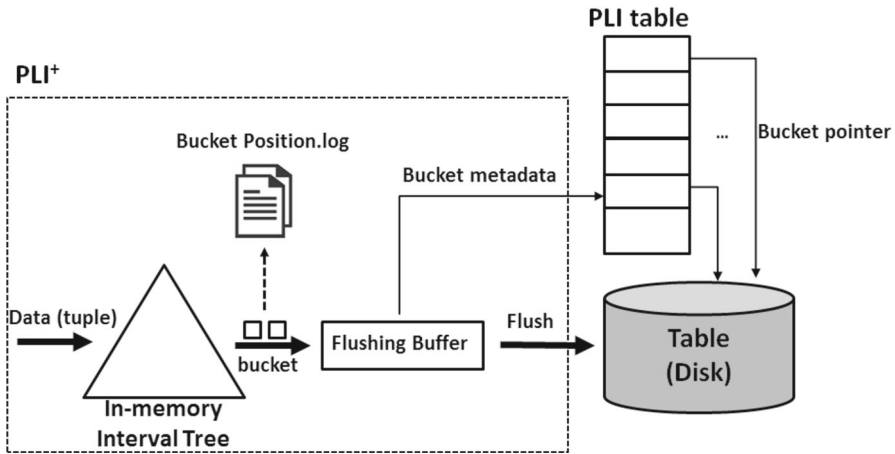 PLI table
PLI⁺
Bucket Position.log
...
Bucket pointer
Bucket metadata
Data (tuple)
bucket
Flushing Buffer
Flush
Table
(Disk)
In-memory
Interval Tree